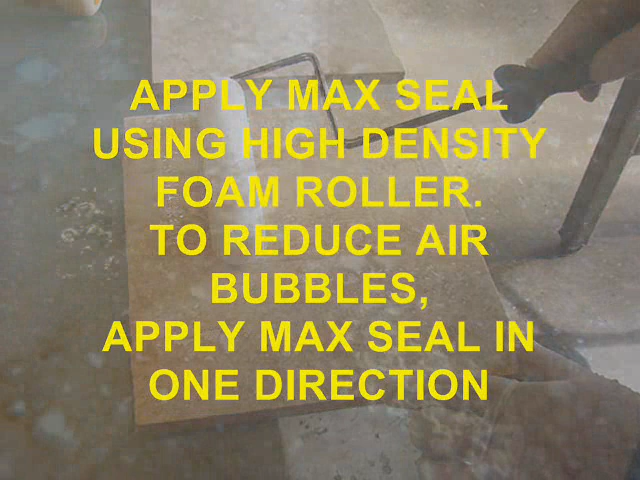 APPLY MAX SEAL
USING HIGH DENSITY
FOAM ROLLER.
TO REDUCE AIR
BUBBLES,
APPLY MAX SEAL IN
ONE DIRECTION